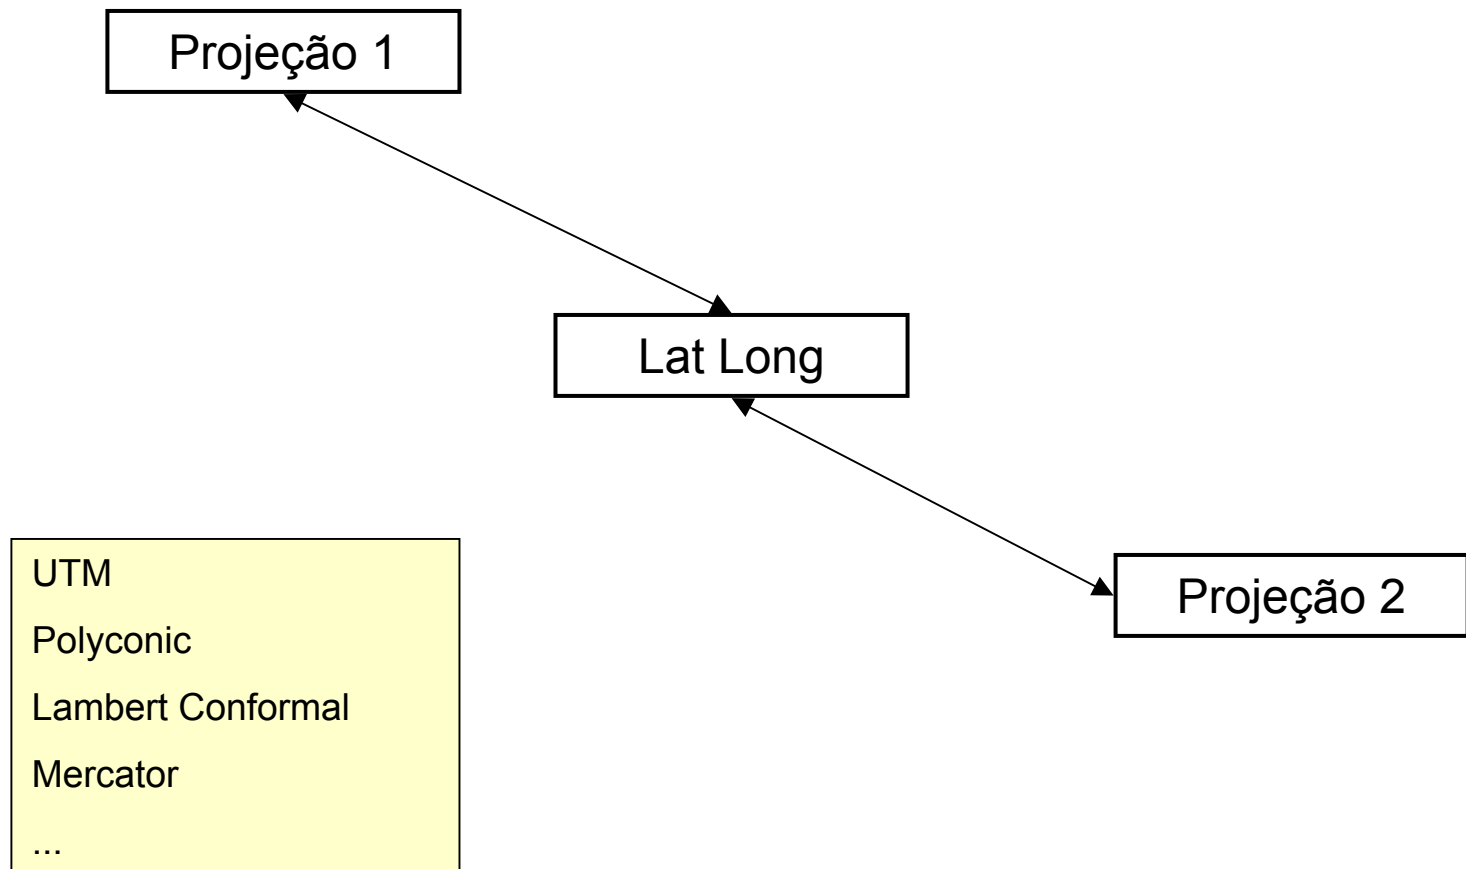 Projeção 1
Lat Long
Projeção 2
UTM
Polyconic
Lambert Conformal
Mercator
...